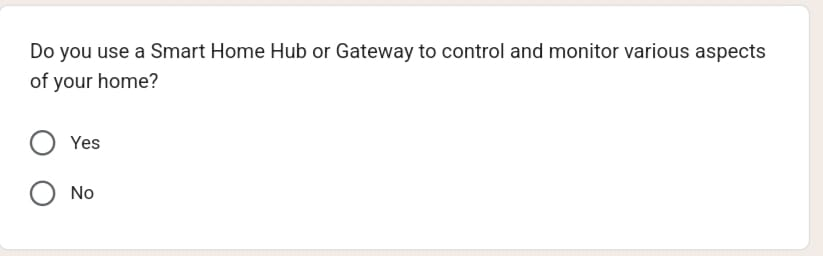 Do you use a Smart Home Hub or Gateway to control and monitor various aspects
of your home?
Yes
No